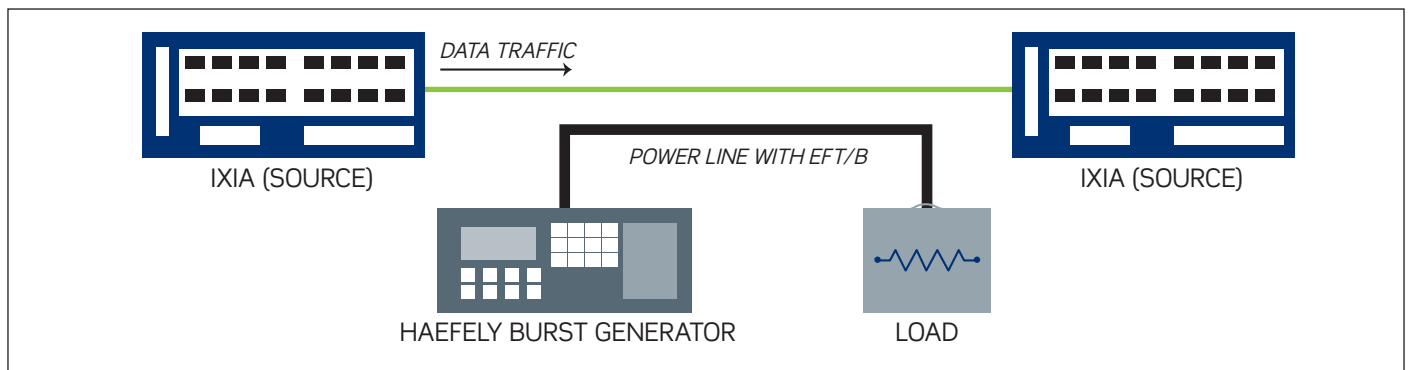 DATA TRAFFIC
IXIA (SOURCE)
IXIA (SOURCE)
POWER LINE WITH EFT/B
HAEFELY BURST GENERATOR
LOAD